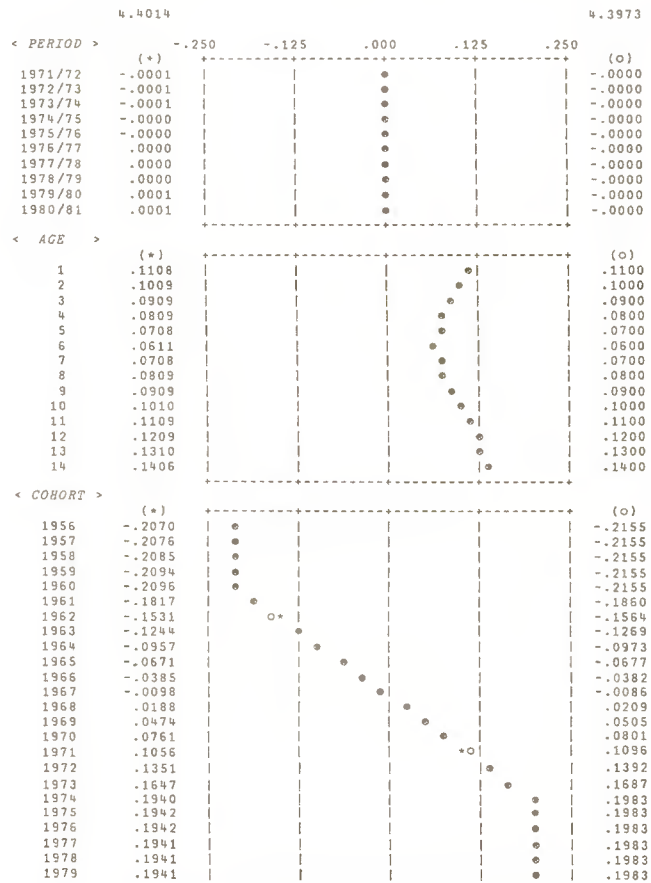 4.4014 4.3973
< PERIOD > -.250 -.125 .000 .125 .250
(*) (o)
1971/72 -.0001 -.0000
1972/73 -.0001 -.0000
1973/74 -.0001 -.0000
1974/75 -.0000 -.0000
1975/76 -.0000 -.0000
1976/77 .0000 -.0000
1977/78 .0000 -.0000
1978/79 .0000 -.0000
1979/80 .0001 -.0000
1980/81 .0001 -.0000
< AGE >
(*) (o)
1 .1108 .1100
2 .1009 .1000
3 .0909 .0900
4 .0809 .0800
5 .0708 .0700
6 .0611 .0600
7 .0708 .0700
8 .0809 .0800
9 .0909 .0900
10 .1010 .1000
11 .1109 .1100
12 .1209 .1200
13 .1310 .1300
14 .1406 .1400
< COHORT >
(*) (o)
1956 -.2070 -.2155
1957 -.2076 -.2155
1958 -.2085 -.2155
1959 -.2094 -.2155
1960 -.2096 -.2155
1961 -.1817 -.1860
1962 -.1531 o* -.1564
1963 -.1244 -.1269
1964 -.0957 -.0973
1965 -.0671 -.0677
1966 -.0385 -.0382
1967 -.0098 -.0086
1968 .0188 .0209
1969 .0474 .0505
1970 .0761 .0801
1971 .1056 *o .1096
1972 .1351 .1392
1973 .1647 .1687
1974 .1940 .1983
1975 .1942 .1983
1976 .1942 .1983
1977 .1941 .1983
1978 .1941 .1983
1979 .1941 .1983